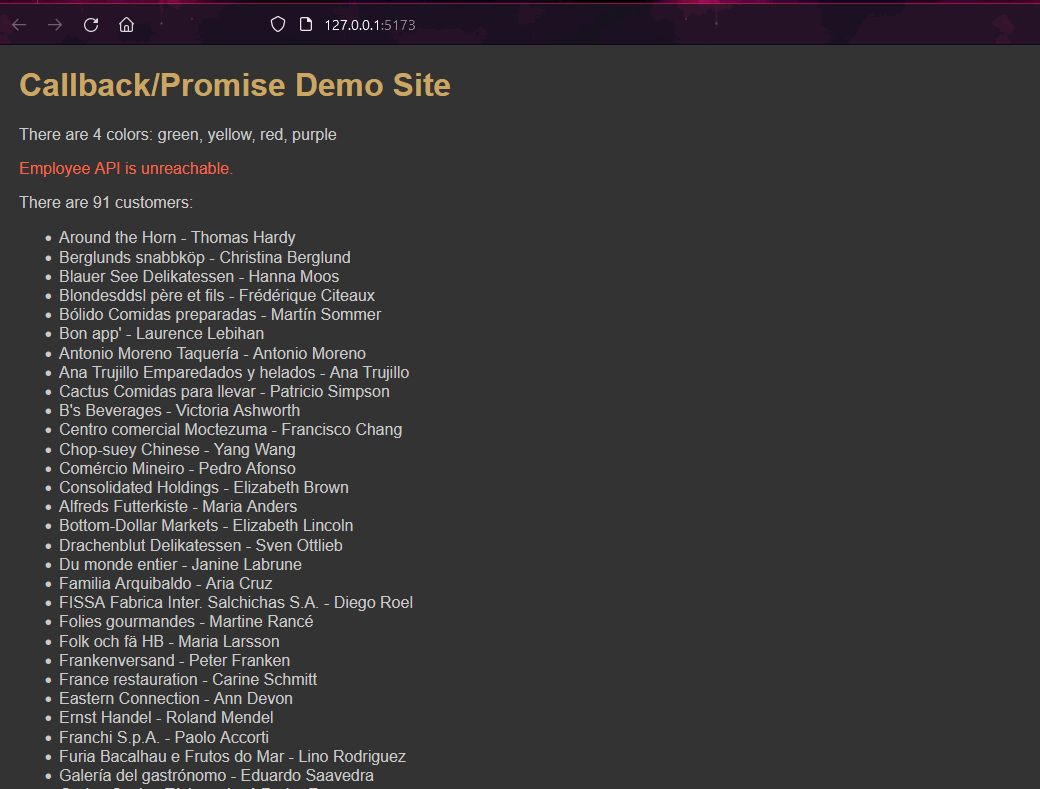 127.0.0.1:5173
Callback/Promise Demo Site
There are 4 colors: green, yellow, red, purple
Employee API is unreachable.
There are 91 customers:
Around the Horn - Thomas Hardy
Berglunds snabbköp - Christina Berglund
Blauer See Delikatessen - Hanna Moos
Blondesddsl père et fils - Frédérique Citeaux
Bólido Comidas preparadas - Martín Sommer
Bon app' - Laurence Lebihan
Antonio Moreno Taquería - Antonio Moreno
Ana Trujillo Emparedados y helados - Ana Trujillo
Cactus Comidas para llevar - Patricio Simpson
B's Beverages - Victoria Ashworth
Centro comercial Moctezuma - Francisco Chang
Chop-suey Chinese - Yang Wang
Comércio Mineiro - Pedro Afonso
Consolidated Holdings - Elizabeth Brown
Alfreds Futterkiste - Maria Anders
Bottom-Dollar Markets - Elizabeth Lincoln
Drachenblut Delikatessen - Sven Ottlieb
Du monde entier - Janine Labrune
Familia Arquibaldo - Aria Cruz
FISSA Fabrica Inter. Salchichas S.A. - Diego Roel
Folies gourmandes - Martine Rancé
Folk och fä HB - Maria Larsson
Frankenversand - Peter Franken
France restauration - Carine Schmitt
Eastern Connection - Ann Devon
Ernst Handel - Roland Mendel
Franchi S.p.A. - Paolo Accorti
Furia Bacalhau e Frutos do Mar - Lino Rodriguez
Galería del gastrónomo - Eduardo Saavedra